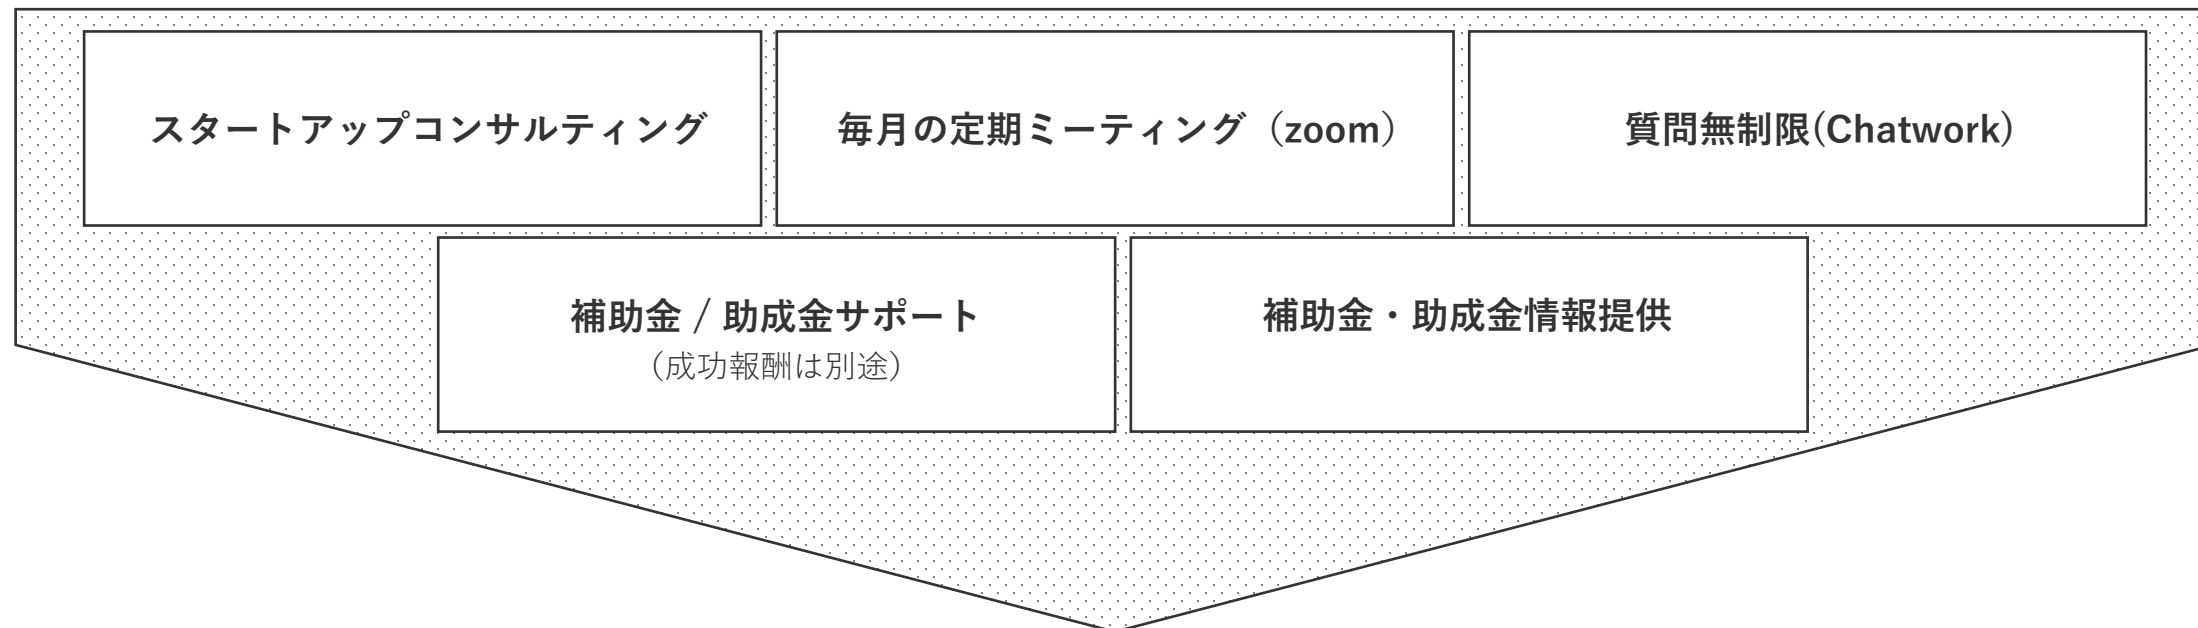 スタートアップコンサルティング
毎月の定期ミーティング（zoom）
質問無制限(Chatwork）
補助金 / 助成金サポート
（成功報酬は別途）
補助金・助成金情報提供